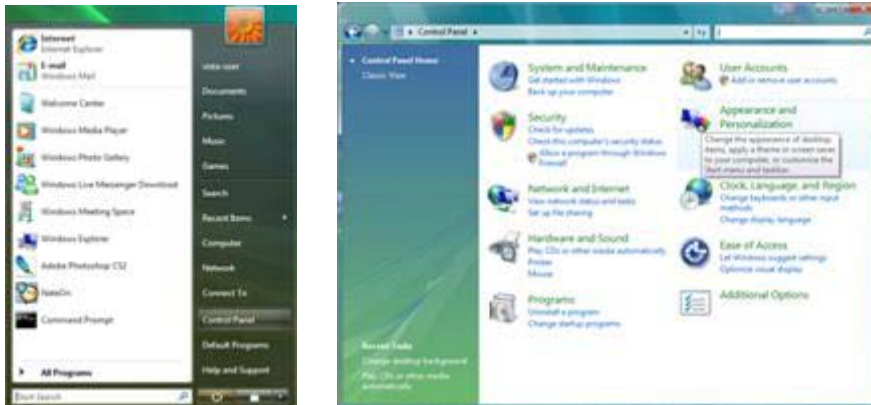 Internet
Internet Explorer
E-mail
Windows Mail
Welcome Center
Windows Media Player
Windows Photo Gallery
Windows Live Messenger Download
Windows Meeting Space
Windows Explorer
Adobe Photoshop CS2
NateOn
Command Prompt
All Programs
Start Search
vista user
Documents
Pictures
Music
Games
Search
Recent Items
Computer
Network
Connect To
Control Panel
Default Programs
Help and Support
Control Panel
Control Panel Home
Classic View
System and Maintenance
Get started with Windows
Back up your computer
Security
Check for updates
Check this computer's security status
Allow a program through Windows
Firewall
Network and Internet
View network status and tasks
Set up file sharing
Hardware and Sound
Play CDs or other media automatically
Printer
Mouse
Programs
Uninstall a program
Change startup programs
User Accounts
Add or remove user accounts
Appearance and
Personalization
Change the appearance of desktop
items, apply a theme or screen saver
to your computer, or customize the
Start menu and taskbar.
Clock, Language, and Region
Change keyboards or other input
methods
Change display language
Ease of Access
Let Windows suggest settings
Optimize visual display
Additional Options
Recent Tasks
Change desktop background
Play CDs or other media
automatically